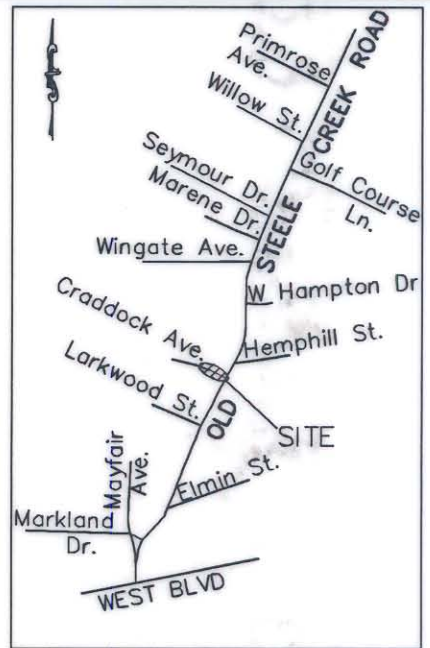 Primrose
Ave.
Willow St.
Golf Course
Ln.
Seymour Dr.
Marene Dr.
Wingate Ave.
W Hampton Dr
Craddock Ave.
Hemphill St.
Larkwood St.
SITE
OLD STEELE CREEK ROAD
Elmin St.
Mayfair
Ave.
Markland
Dr.
WEST BLVD